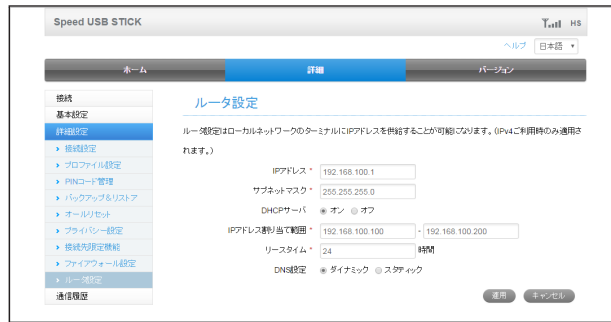 Speed USB STICK
HS
ヘルプ 日本語
ホーム 詳細 バージョン
接続
基本設定
詳細設定
接続設定
プロファイル設定
PINコード管理
バックアップ&リストア
オールリセット
プライバシー設定
接続先限定機能
ファイアウォール設定
ルータ設定
通信履歴
ルータ設定
ルータ設定はローカルネットワークのターミナルにIPアドレスを供給することが可能になります。(IPv4ご利用時のみ適用さ
れます。)
IPアドレス * 192.168.100.1
サブネットマスク * 255.255.255.0
DHCPサーバ オン オフ
IPアドレス割り当て範囲 * 192.168.100.100 - 192.168.100.200
リースタイム * 24 時間
DNS設定 ダイナミック スタティック
適用 キャンセル